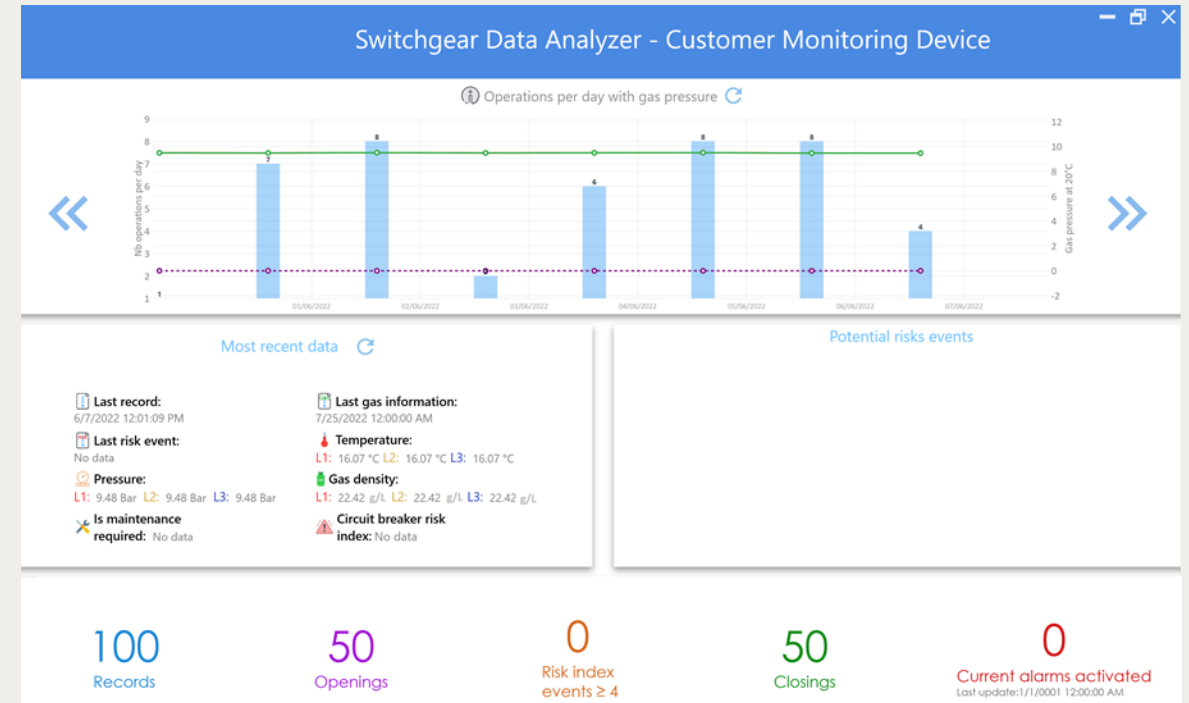 Switchgear Data Analyzer - Customer Monitoring Device
Operations per day with gas pressure
Nb operations per day
9
8
7
6
5
4
3
2
1
1
7
8
6
8
8
4
12
10
8
6
4
2
0
-2
Gas pressure at 20°C
01/06/2022
02/06/2022
03/06/2022
04/06/2022
05/06/2022
06/06/2022
07/06/2022
Most recent data
Last record:
6/7/2022 12:01:09 PM
Last risk event:
No data
Pressure:
L1: 9.48 Bar L2: 9.48 Bar L3: 9.48 Bar
Is maintenance
required: No data
Last gas information:
7/25/2022 12:00:00 AM
Temperature:
L1: 16.07 °C L2: 16.07 °C L3: 16.07 °C
Gas density:
L1: 22.42 g/L L2: 22.42 g/L L3: 22.42 g/L
Circuit breaker risk
index: No data
Potential risks events
100
Records
50
Openings
0
Risk index
events ≥ 4
50
Closings
0
Current alarms activated
Last update:1/1/0001 12:00:00 AM